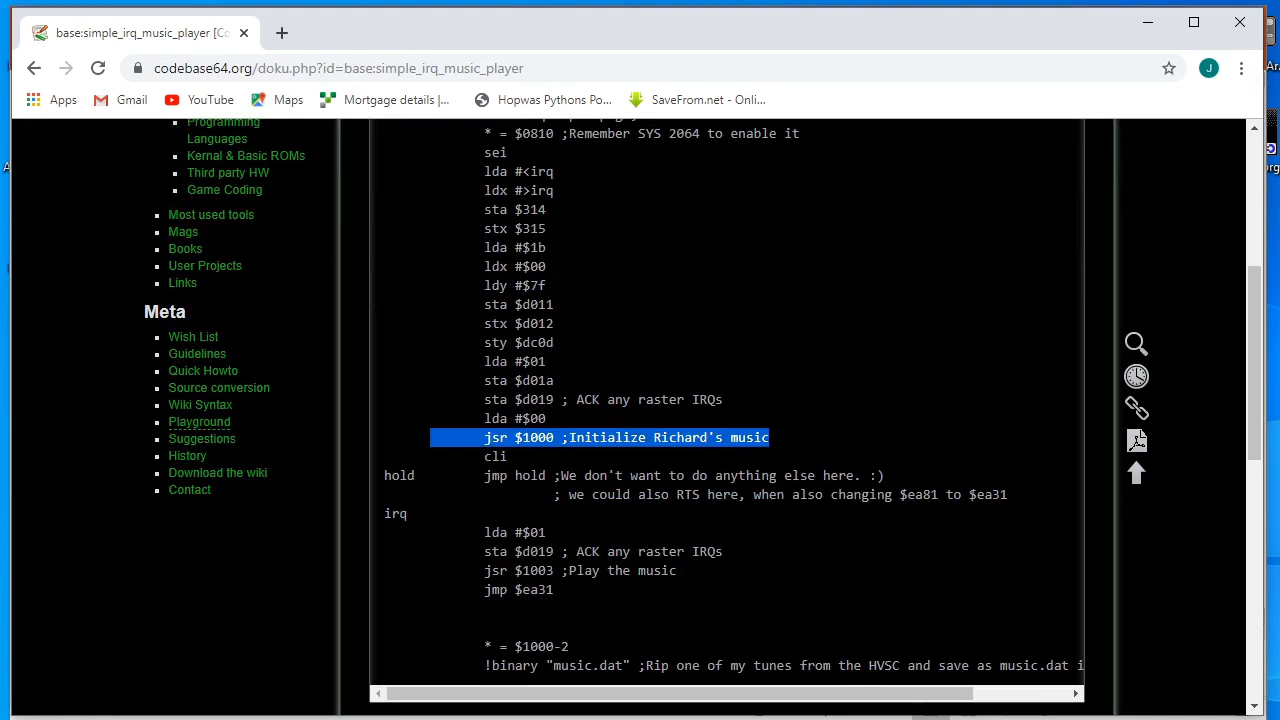 base:simple_irq_music_player [Co
codebase64.org/doku.php?id=base:simple_irq_music_player
J
Apps Gmail YouTube Maps Mortgage details |... Hopwas Pythons Po... SaveFrom.net - Onli...
Programming
Languages
Kernal & Basic ROMs
Third party HW
Game Coding
Most used tools
Mags
Books
User Projects
Links
Meta
Wish List
Guidelines
Quick Howto
Source conversion
Wiki Syntax
Playground
Suggestions
History
Download the wiki
Contact
* = $0810 ;Remember SYS 2064 to enable it
sei
lda #<irq
ldx #>irq
sta $314
stx $315
lda #$1b
ldx #$00
ldy #$7f
sta $d011
stx $d012
sty $dc0d
lda #$01
sta $d01a
sta $d019 ; ACK any raster IRQs
lda #$00
jsr $1000 ;Initialize Richard's music
cli
hold jmp hold ;We don't want to do anything else here. :)
; we could also RTS here, when also changing $ea81 to $ea31
irq
lda #$01
sta $d019 ; ACK any raster IRQs
jsr $1003 ;Play the music
jmp $ea31
* = $1000-2
!binary "music.dat" ;Rip one of my tunes from the HVSC and save as music.dat i